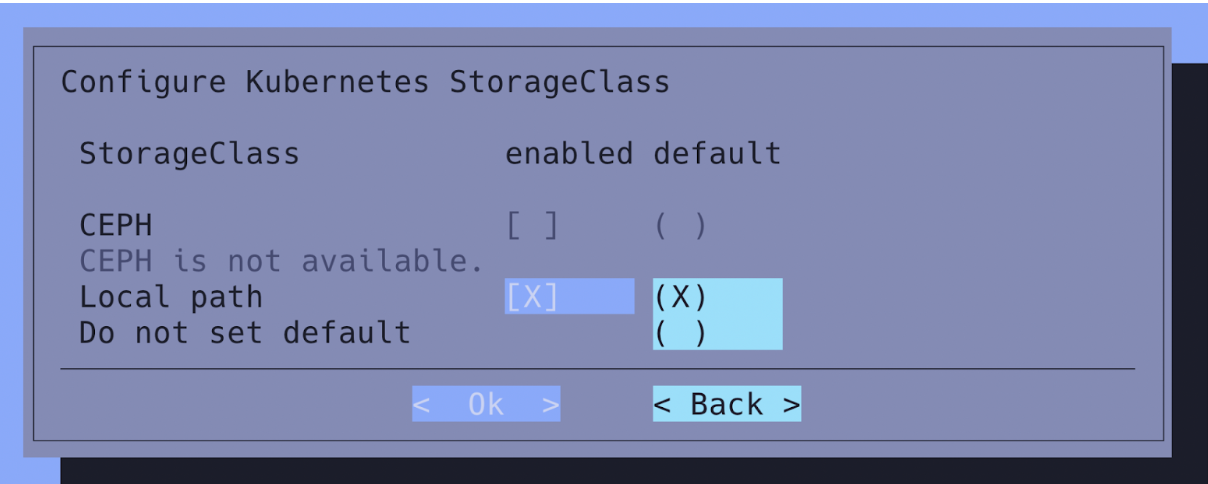 Configure Kubernetes StorageClass
StorageClass enabled default
CEPH [ ] ( )
CEPH is not available.
Local path [X] (X)
Do not set default ( )
< Ok > < Back >